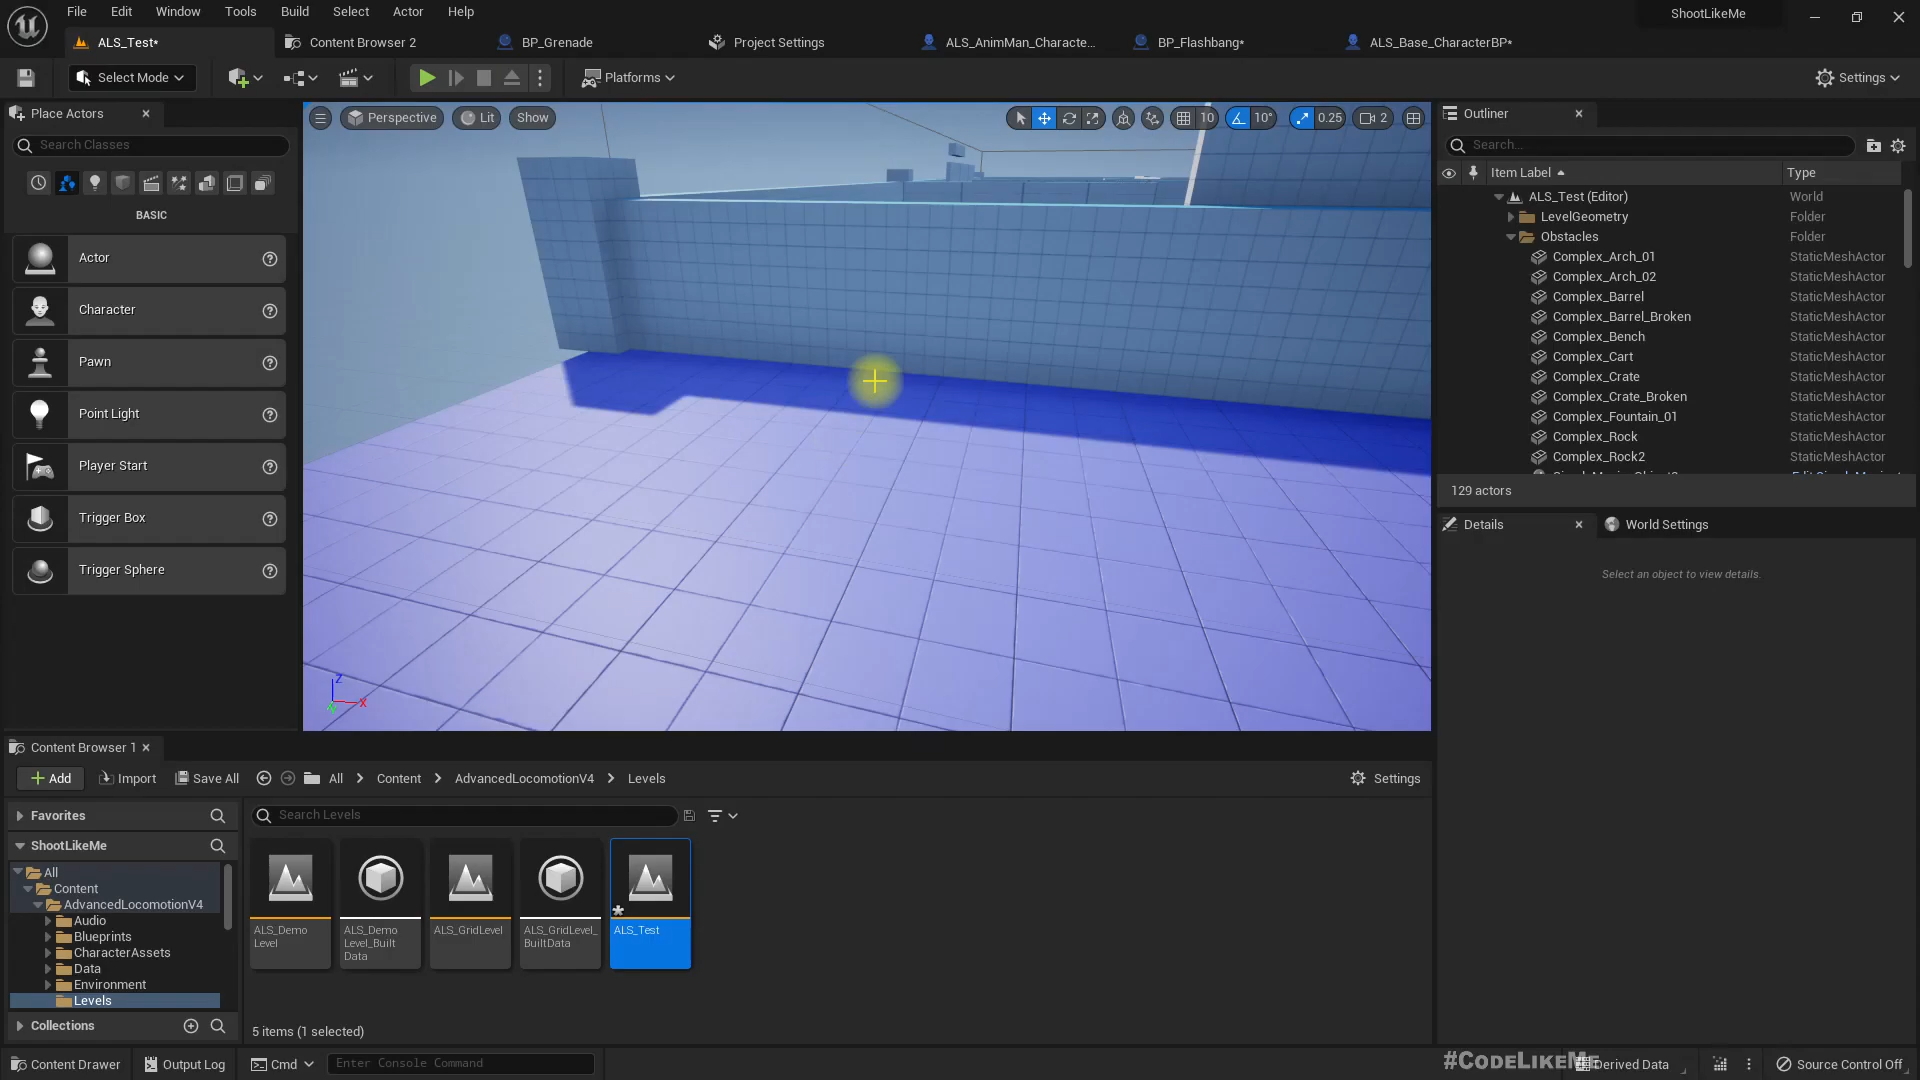 File Edit Window Tools Build Select Actor Help
ShootLikeMe
ALS_Test*
Content Browser 2
BP_Grenade
Project Settings
ALS_AnimMan_Characte...
BP_Flashbang*
ALS_Base_CharacterBP*
Select Mode
Platforms
Settings
Place Actors
Search Classes
BASIC
Actor
Character
Pawn
Point Light
Player Start
Trigger Box
Trigger Sphere
Perspective
Lit
Show
10
10°
0.25
2
Z
X
Outliner
Search...
Item Label
Type
ALS_Test (Editor) World
LevelGeometry Folder
Obstacles Folder
Complex_Arch_01 StaticMeshActor
Complex_Arch_02 StaticMeshActor
Complex_Barrel StaticMeshActor
Complex_Barrel_Broken StaticMeshActor
Complex_Bench StaticMeshActor
Complex_Cart StaticMeshActor
Complex_Crate StaticMeshActor
Complex_Crate_Broken StaticMeshActor
Complex_Fountain_01 StaticMeshActor
Complex_Rock StaticMeshActor
Complex_Rock2 StaticMeshActor
129 actors
Details
World Settings
Select an object to view details.
Content Browser 1
Add
Import
Save All
All
Content
AdvancedLocomotionV4
Levels
Settings
Favorites
ShootLikeMe
All
Content
AdvancedLocomotionV4
Audio
Blueprints
CharacterAssets
Data
Environment
Levels
Collections
Search Levels
ALS_Demo
Level
ALS_Demo
Level_Built
Data
ALS_GridLevel
ALS_GridLevel_
BuiltData
ALS_Test
5 items (1 selected)
Content Drawer
Output Log
Cmd
Enter Console Command
#CODELIKEME
Derived Data
Source Control Off